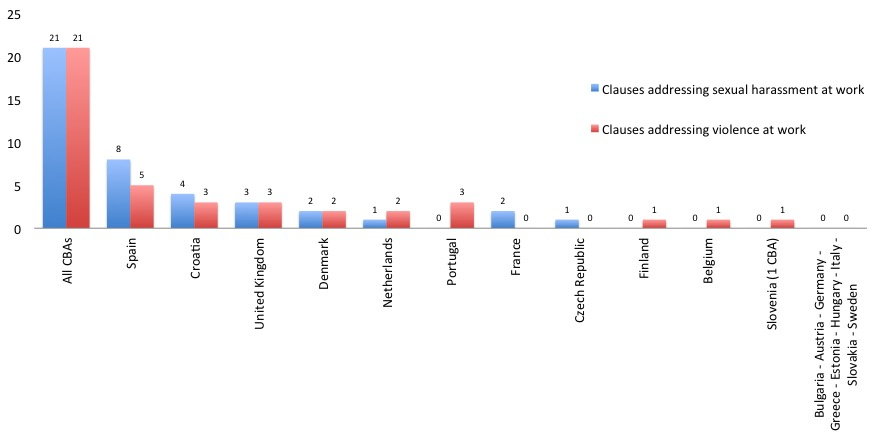 25
20
15
10
5
0
21 21
8 5
4 3
3 3
2 2
1 2
0 3
2 0
1 0
0 1
0 1
0 1
0 0
Clauses addressing sexual harassment at work
Clauses addressing violence at work
All CBAs
Spain
Croatia
United Kingdom
Denmark
Netherlands
Portugal
France
Czech Republic
Finland
Belgium
Slovenia (1 CBA)
Bulgaria - Austria - Germany -
Greece - Estonia - Hungary - Italy -
Slovakia - Sweden